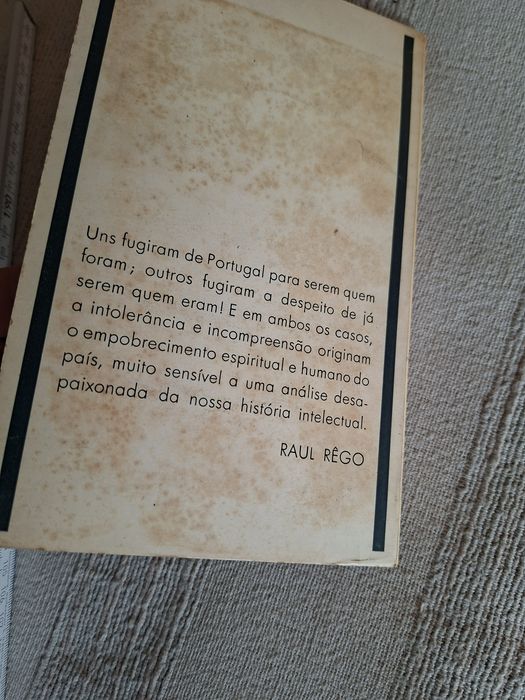 Uns fugiram de Portugal para serem quem
foram; outros fugiram a despeito de já
serem quem eram! E em ambos os casos,
a intolerância e incompreensão originam
o empobrecimento espiritual e humano do
país, muito sensível a uma análise desa-
paixonada da nossa história intelectual.
RAUL RÊGO